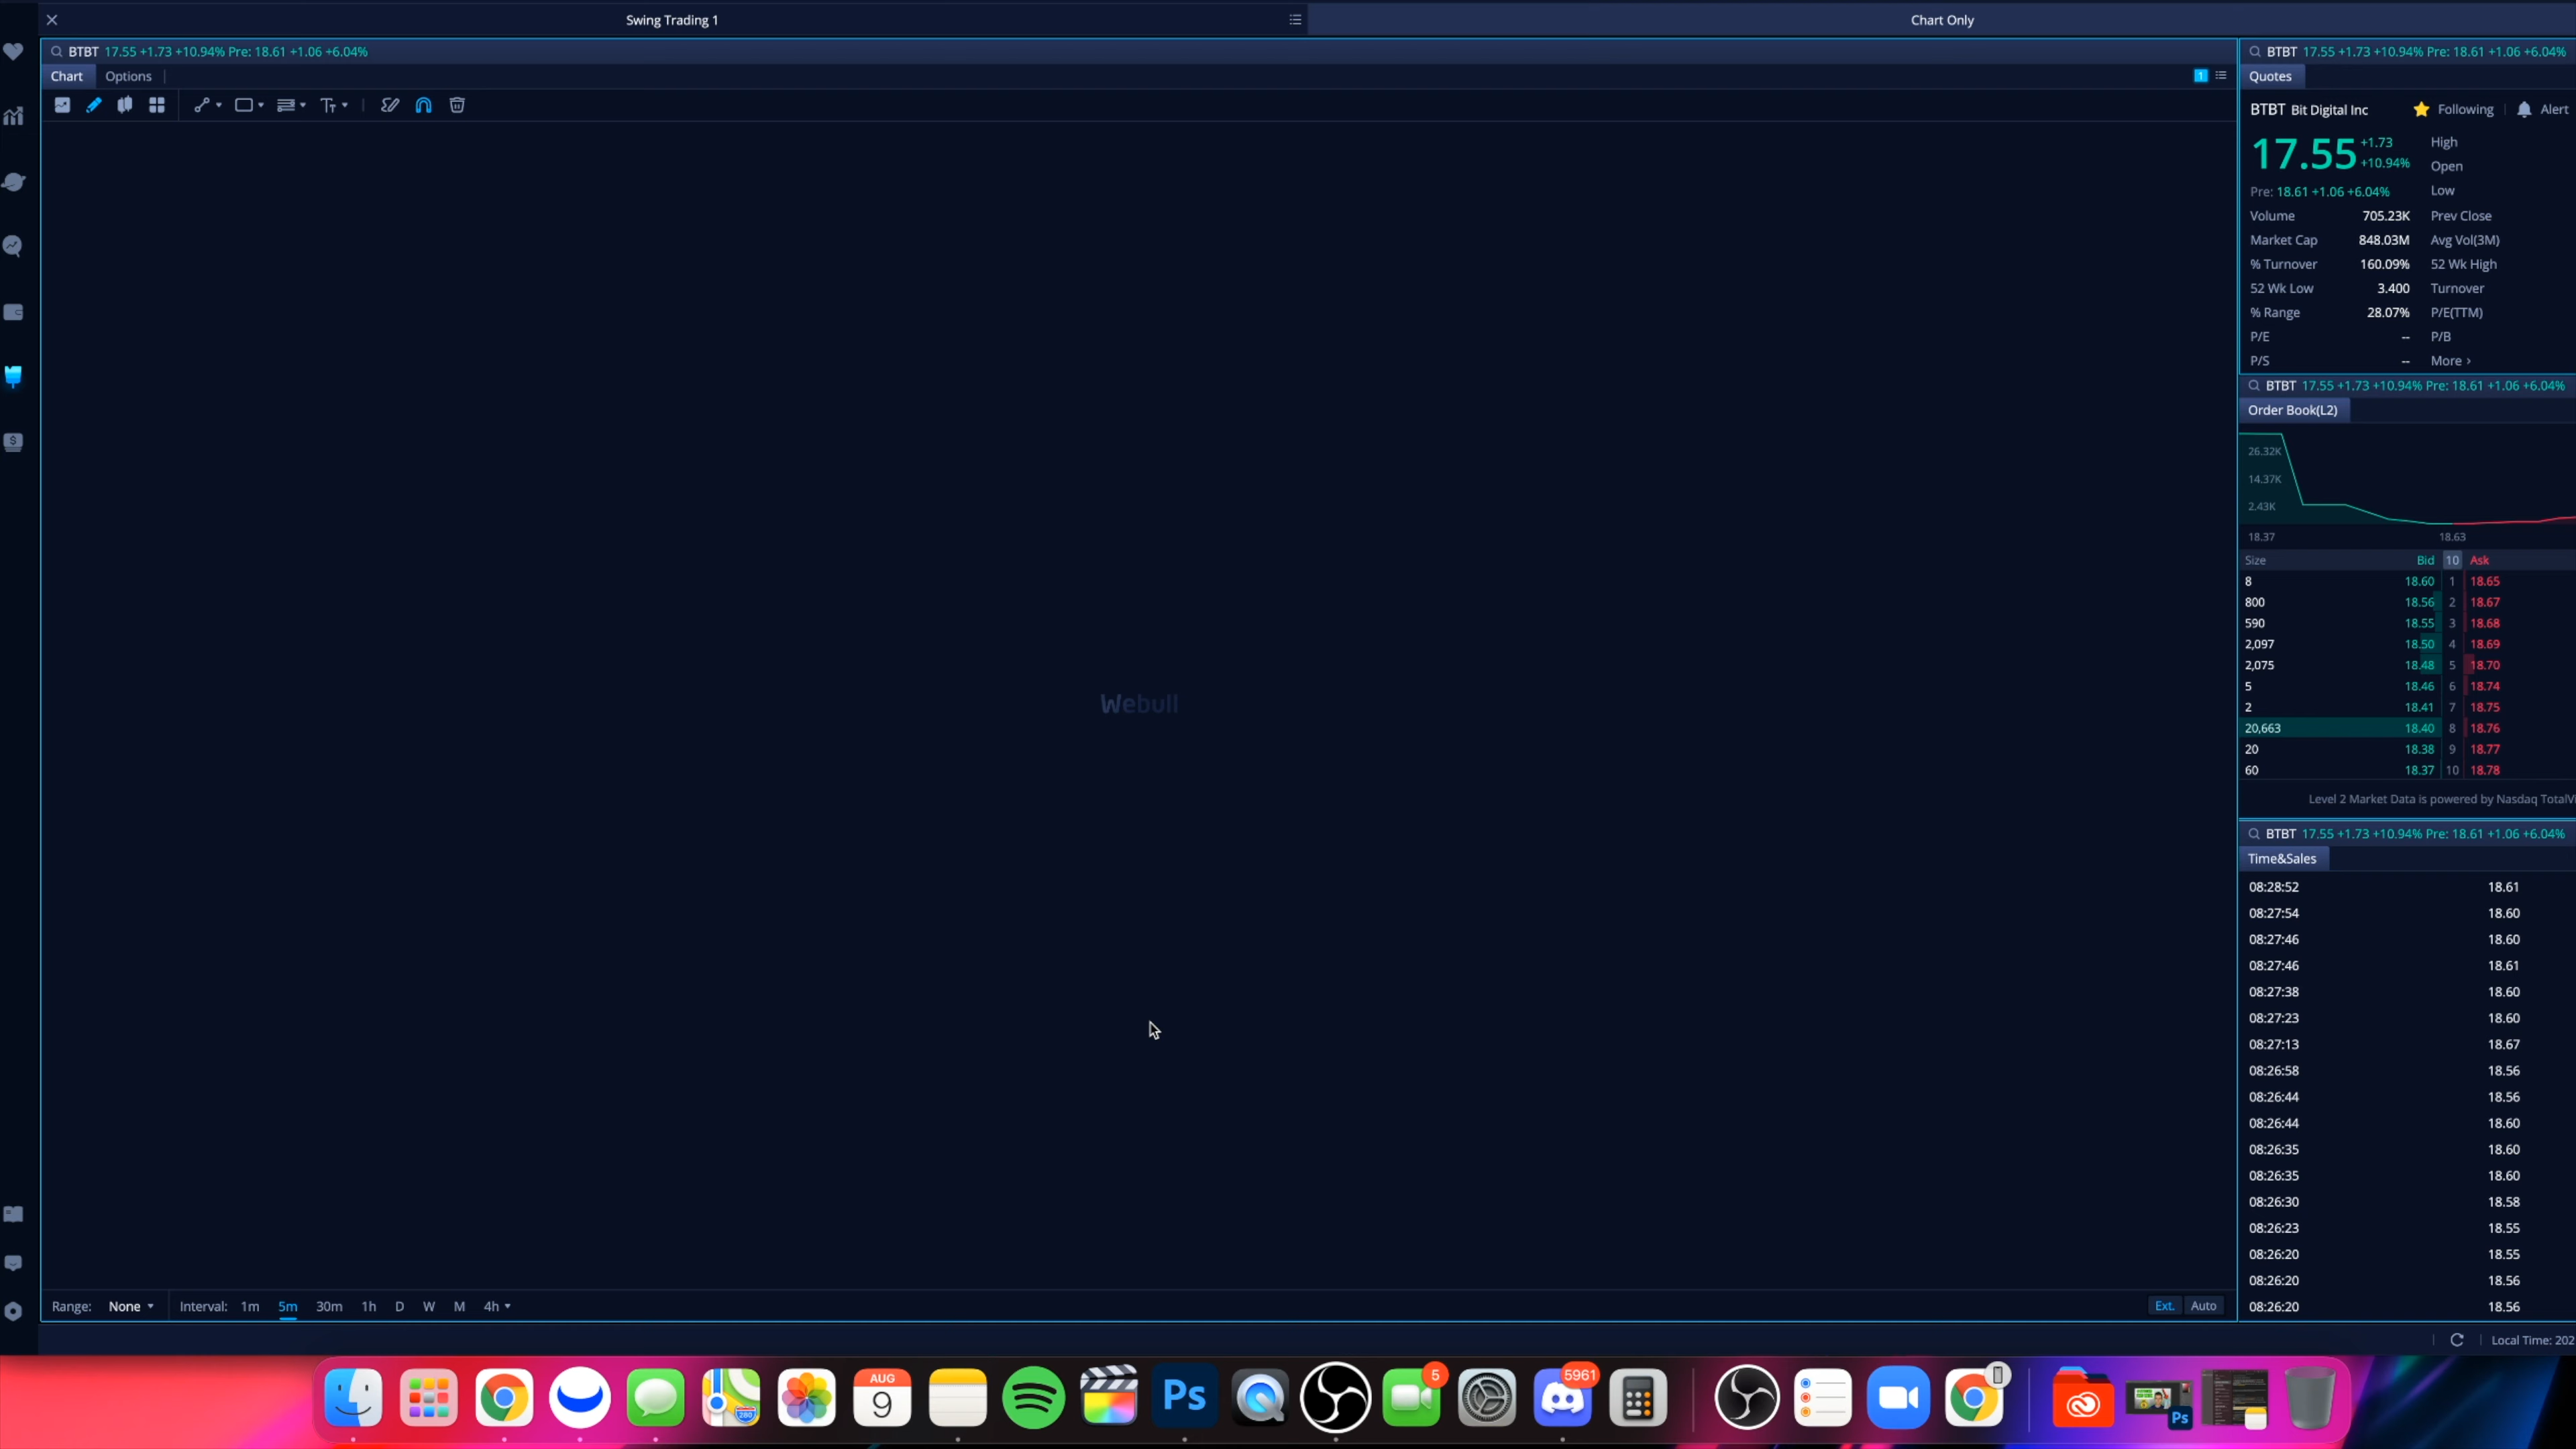 Swing Trading 1
Chart Only
BTBT 17.55 +1.73 +10.94% Pre: 18.61 +1.06 +6.04%
BTBT 17.55 +1.73 +10.94% Pre: 18.61 +1.06 +6.04%
Chart Options
1
Quotes
Tт
BTBT Bit Digital Inc Following Alert
17.55 +1.73 +10.94%
High
Open
Pre: 18.61 +1.06 +6.04% Low
Volume 705.23K Prev Close
Market Cap 848.03M Avg Vol(3M)
% Turnover 160.09% 52 Wk High
52 Wk Low 3.400 Turnover
% Range 28.07% P/E(TTM)
P/E -- P/B
P/S -- More ›
BTBT 17.55 +1.73 +10.94% Pre: 18.61 +1.06 +6.04%
Order Book(L2)
26.32K
14.37K
2.43K
18.37 18.63
Size Bid 10 Ask
8 18.60 1 18.65
800 18.56 2 18.67
590 18.55 3 18.68
2,097 18.50 4 18.69
2,075 18.48 5 18.70
5 18.46 6 18.74
2 18.41 7 18.75
20,663 18.40 8 18.76
20 18.38 9 18.77
60 18.37 10 18.78
Level 2 Market Data is powered by Nasdaq TotalVi
Webull
BTBT 17.55 +1.73 +10.94% Pre: 18.61 +1.06 +6.04%
Time&Sales
08:28:52 18.61
08:27:54 18.60
08:27:46 18.60
08:27:46 18.61
08:27:38 18.60
08:27:23 18.60
08:27:13 18.67
08:26:58 18.56
08:26:44 18.56
08:26:44 18.60
08:26:35 18.60
08:26:35 18.60
08:26:30 18.58
08:26:23 18.55
08:26:20 18.55
08:26:20 18.56
08:26:20 18.56
Range: None Interval: 1m 5m 30m 1h D W M 4h Ext. Auto
Local Time: 202
AUG
9
Ps
5
5961
280
Ps